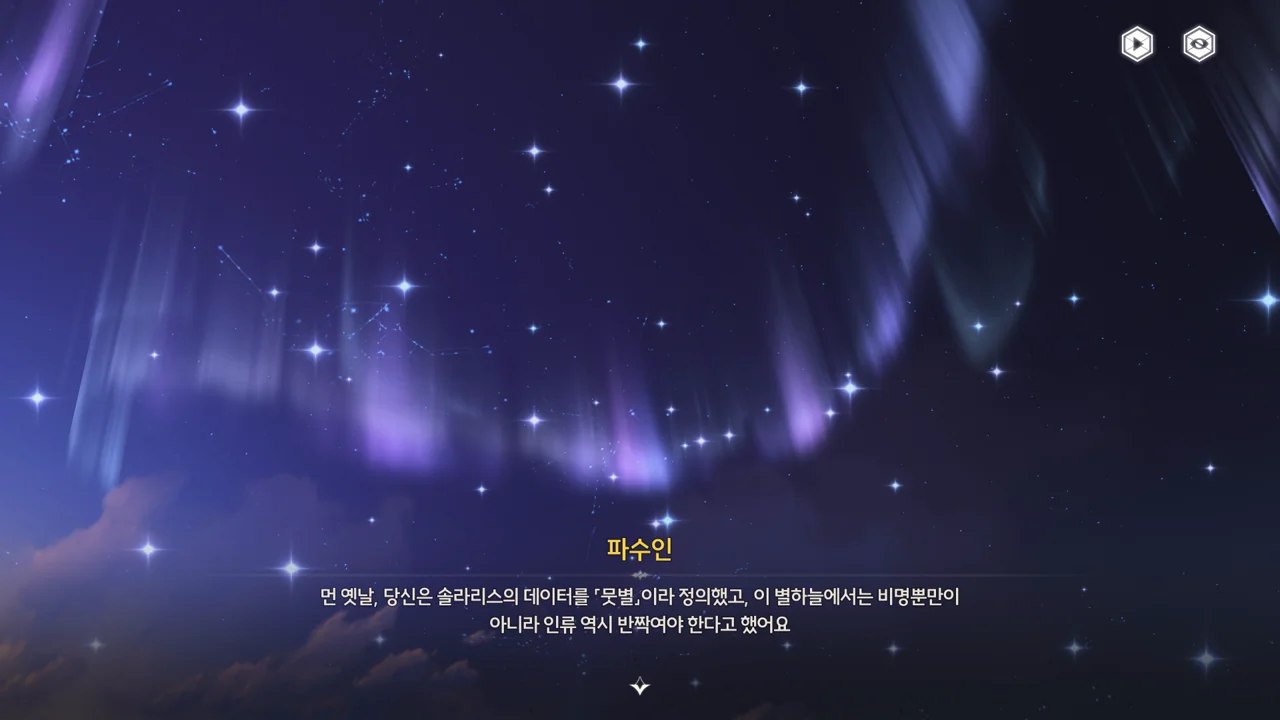 파수인
먼 옛날, 당신은 솔라리스의 데이터를 「뭇별」이라 정의했고, 이 별하늘에서는 비명뿐만이
아니라 인류 역시 반짝여야 한다고 했어요